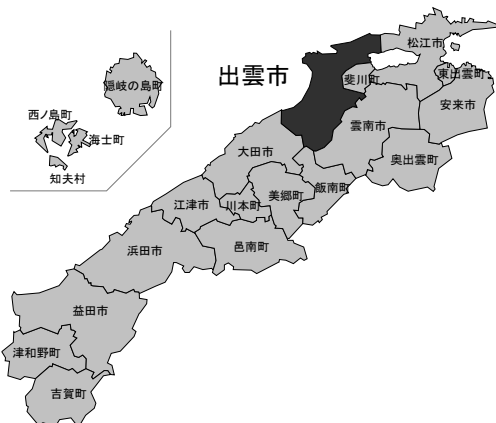 松江市
出雲市
斐川町
東出雲町
隠岐の島町
安来市
西ノ島町
雲南市
海士町
大田市
奥出雲町
知夫村
飯南町
美郷町
江津市
川本町
浜田市
邑南町
益田市
津和野町
吉賀町